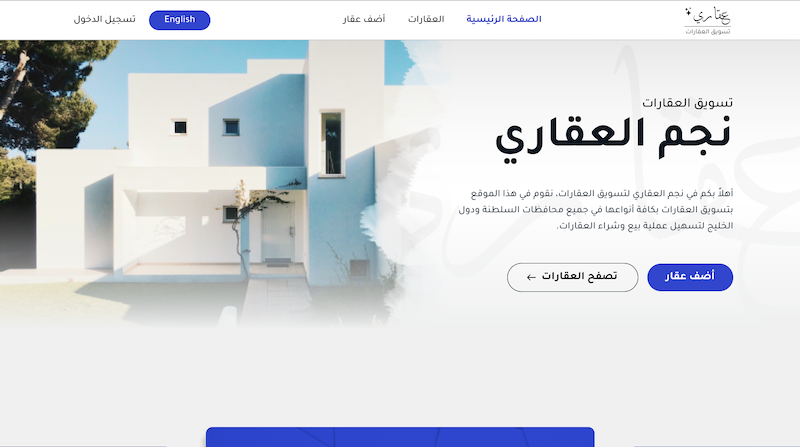 عقاري
تسويق العقارات
الصفحة الرئيسية
العقارات
أضف عقار
English
تسجيل الدخول
تسويق العقارات
نجم العقاري
أهلاً بكم في نجم العقاري لتسويق العقارات، نقوم في هذا الموقع
بتسويق العقارات بكافة أنواعها في جميع محافظات السلطنة ودول
الخليج لتسهيل عملية بيع وشراء العقارات.
أضف عقار
تصفح العقارات ←